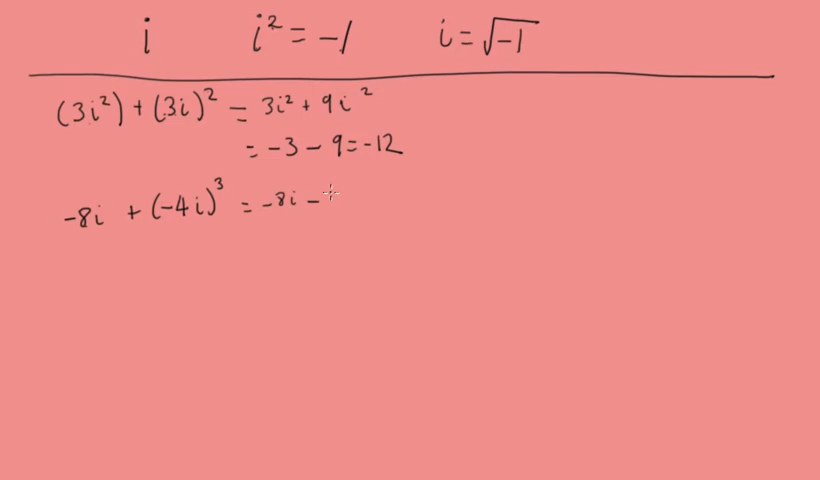 i i² = -1 i = √-1
(3i²) + (3i)² = 3i² + 9i²
= -3 - 9 = -12
-8i + (-4i)³ = -8i -